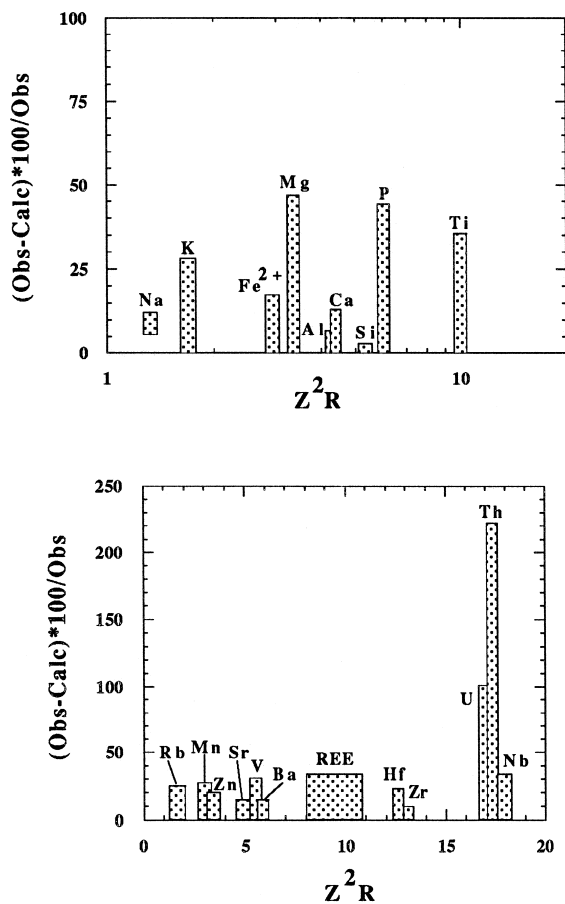 (Obs-Calc)*100/Obs
100
75
50
25
0
Na
K
Fe2+
Mg
Al
Ca
Si
P
Ti
1
10
Z2R
(Obs-Calc)*100/Obs
250
200
150
100
50
0
Rb
Mn
Zn
Sr
V
Ba
REE
Hf
Zr
U
Th
Nb
0
5
10
15
20
Z2R